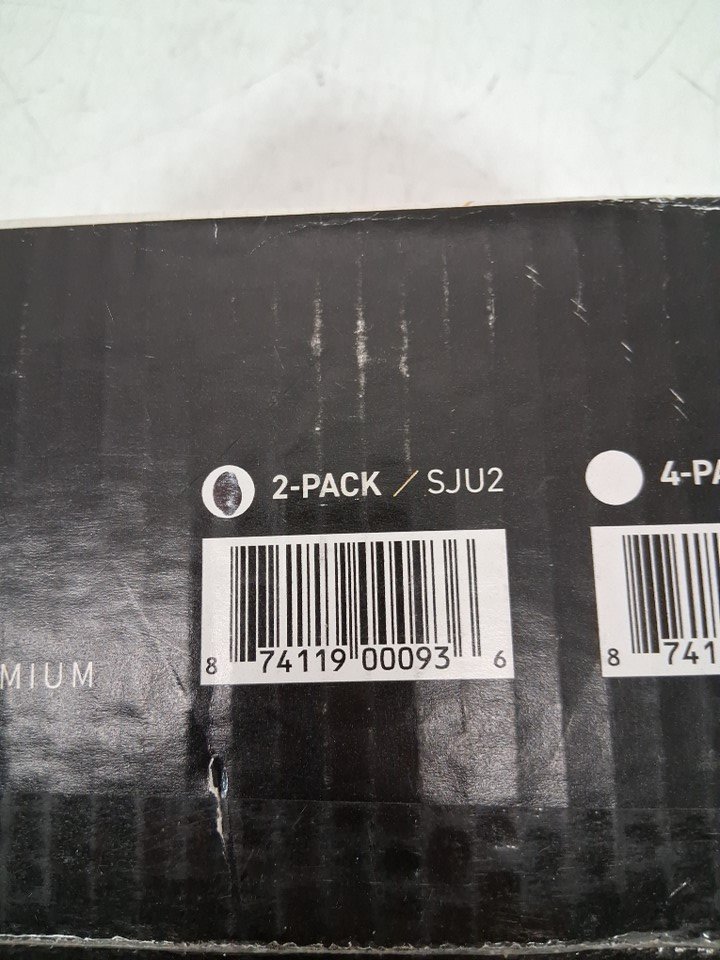 2-PACK / SJU2
4-PA
8 74119 00093 6
8 741
MIUM